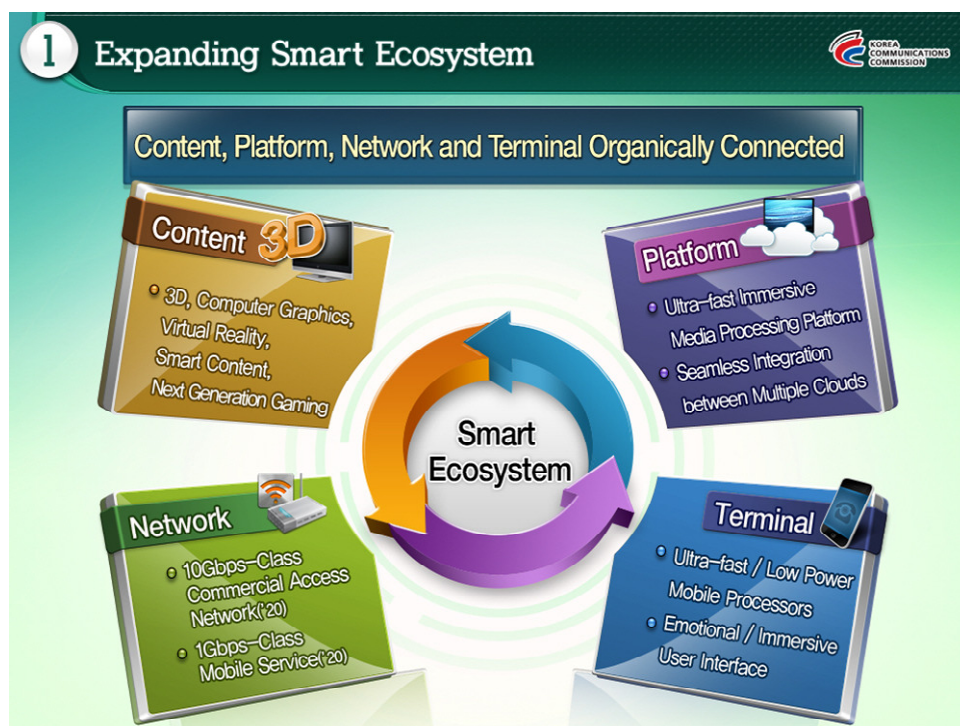 1 Expanding Smart Ecosystem
KOREA
COMMUNICATIONS
COMMISSION
Content, Platform, Network and Terminal Organically Connected
Content 3D
3D, Computer Graphics,
Virtual Reality,
Smart Content,
Next Generation Gaming
Platform
Ultra-fast Immersive
Media Processing Platform
Seamless Integration
between Multiple Clouds
Smart
Ecosystem
Network
10Gbps-Class
Commercial Access
Network('20)
1Gbps-Class
Mobile Service('20)
Terminal
Ultra-fast / Low Power
Mobile Processors
Emotional / Immersive
User Interface